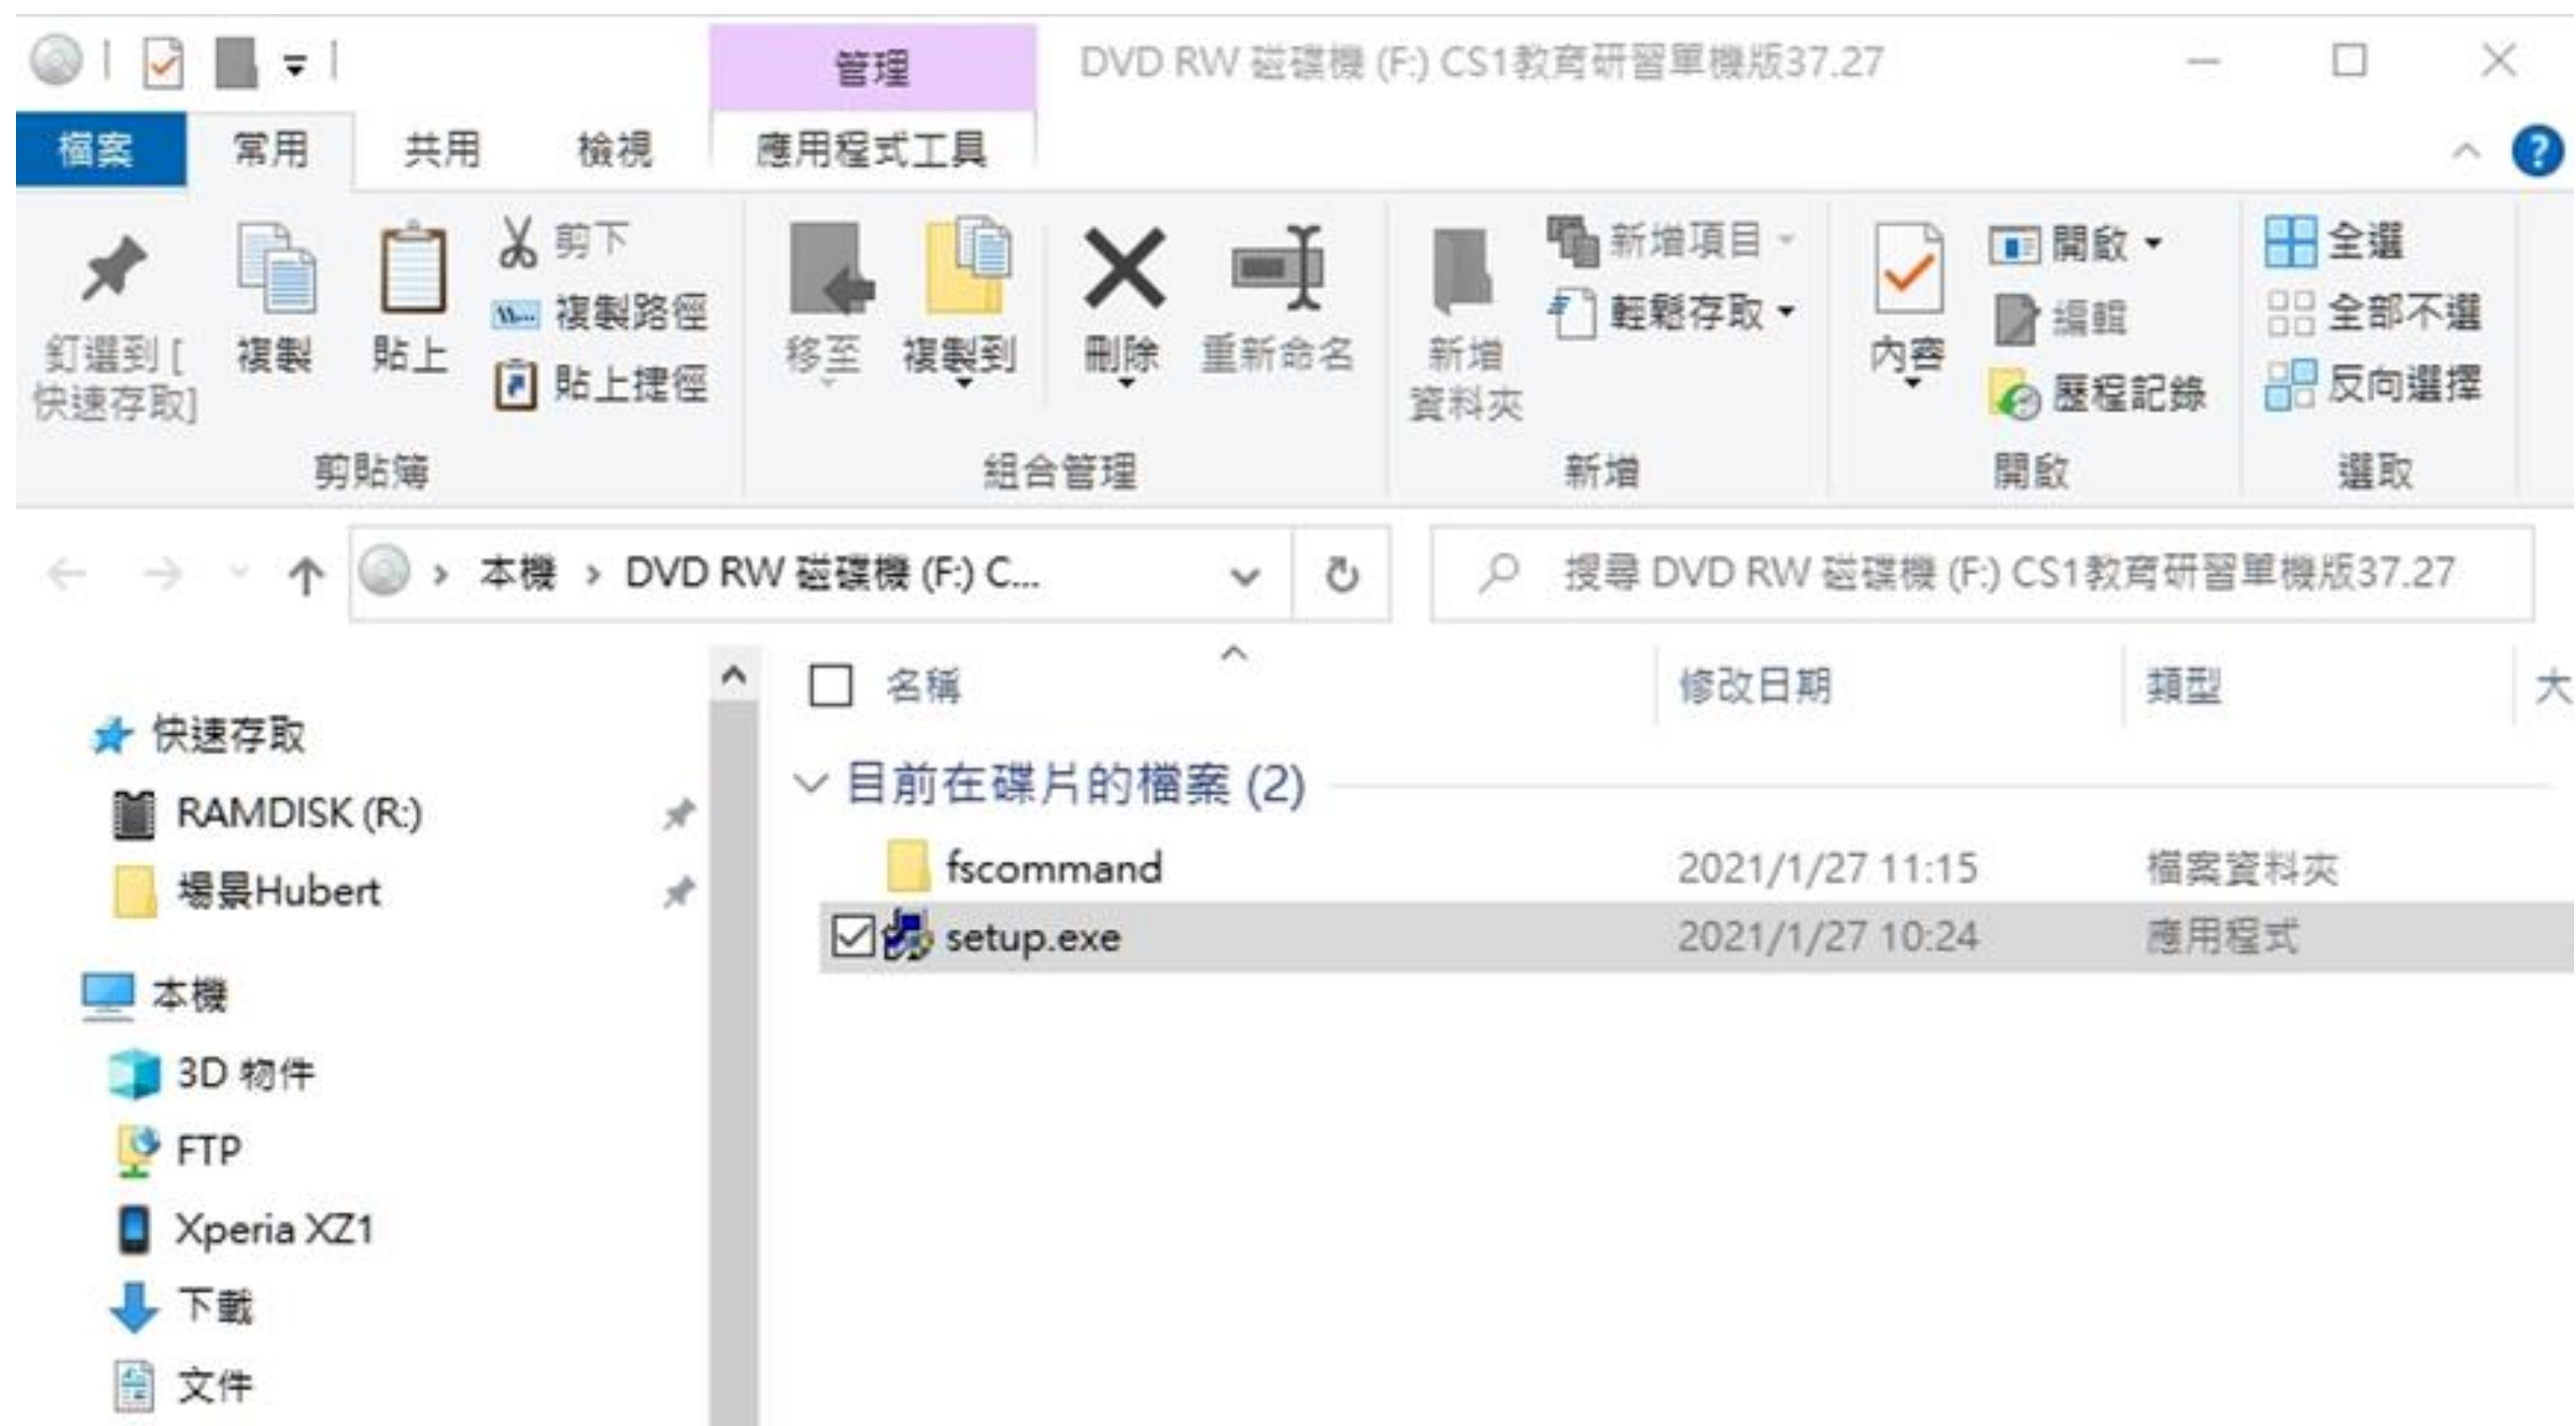 管理
DVD RW 磁碟機 (F:) CS1教育研習單機版37.27
檔案
常用
共用
檢視
應用程式工具
釘選到 [
快速存取]
複製
貼上
剪下
複製路徑
貼上捷徑
剪貼簿
移至
複製到
刪除
重新命名
組合管理
新增
資料夾
新增項目
輕鬆存取
新增
內容
開啟
編輯
歷程記錄
開啟
全選
全部不選
反向選擇
選取
本機 › DVD RW 磁碟機 (F:) C...
搜尋 DVD RW 磁碟機 (F:) CS1教育研習單機版37.27
快速存取
RAMDISK (R:)
場景Hubert
本機
3D 物件
FTP
Xperia XZ1
下載
文件
名稱 修改日期 類型 大
目前在碟片的檔案 (2)
fscommand 2021/1/27 11:15 檔案資料夾
setup.exe 2021/1/27 10:24 應用程式